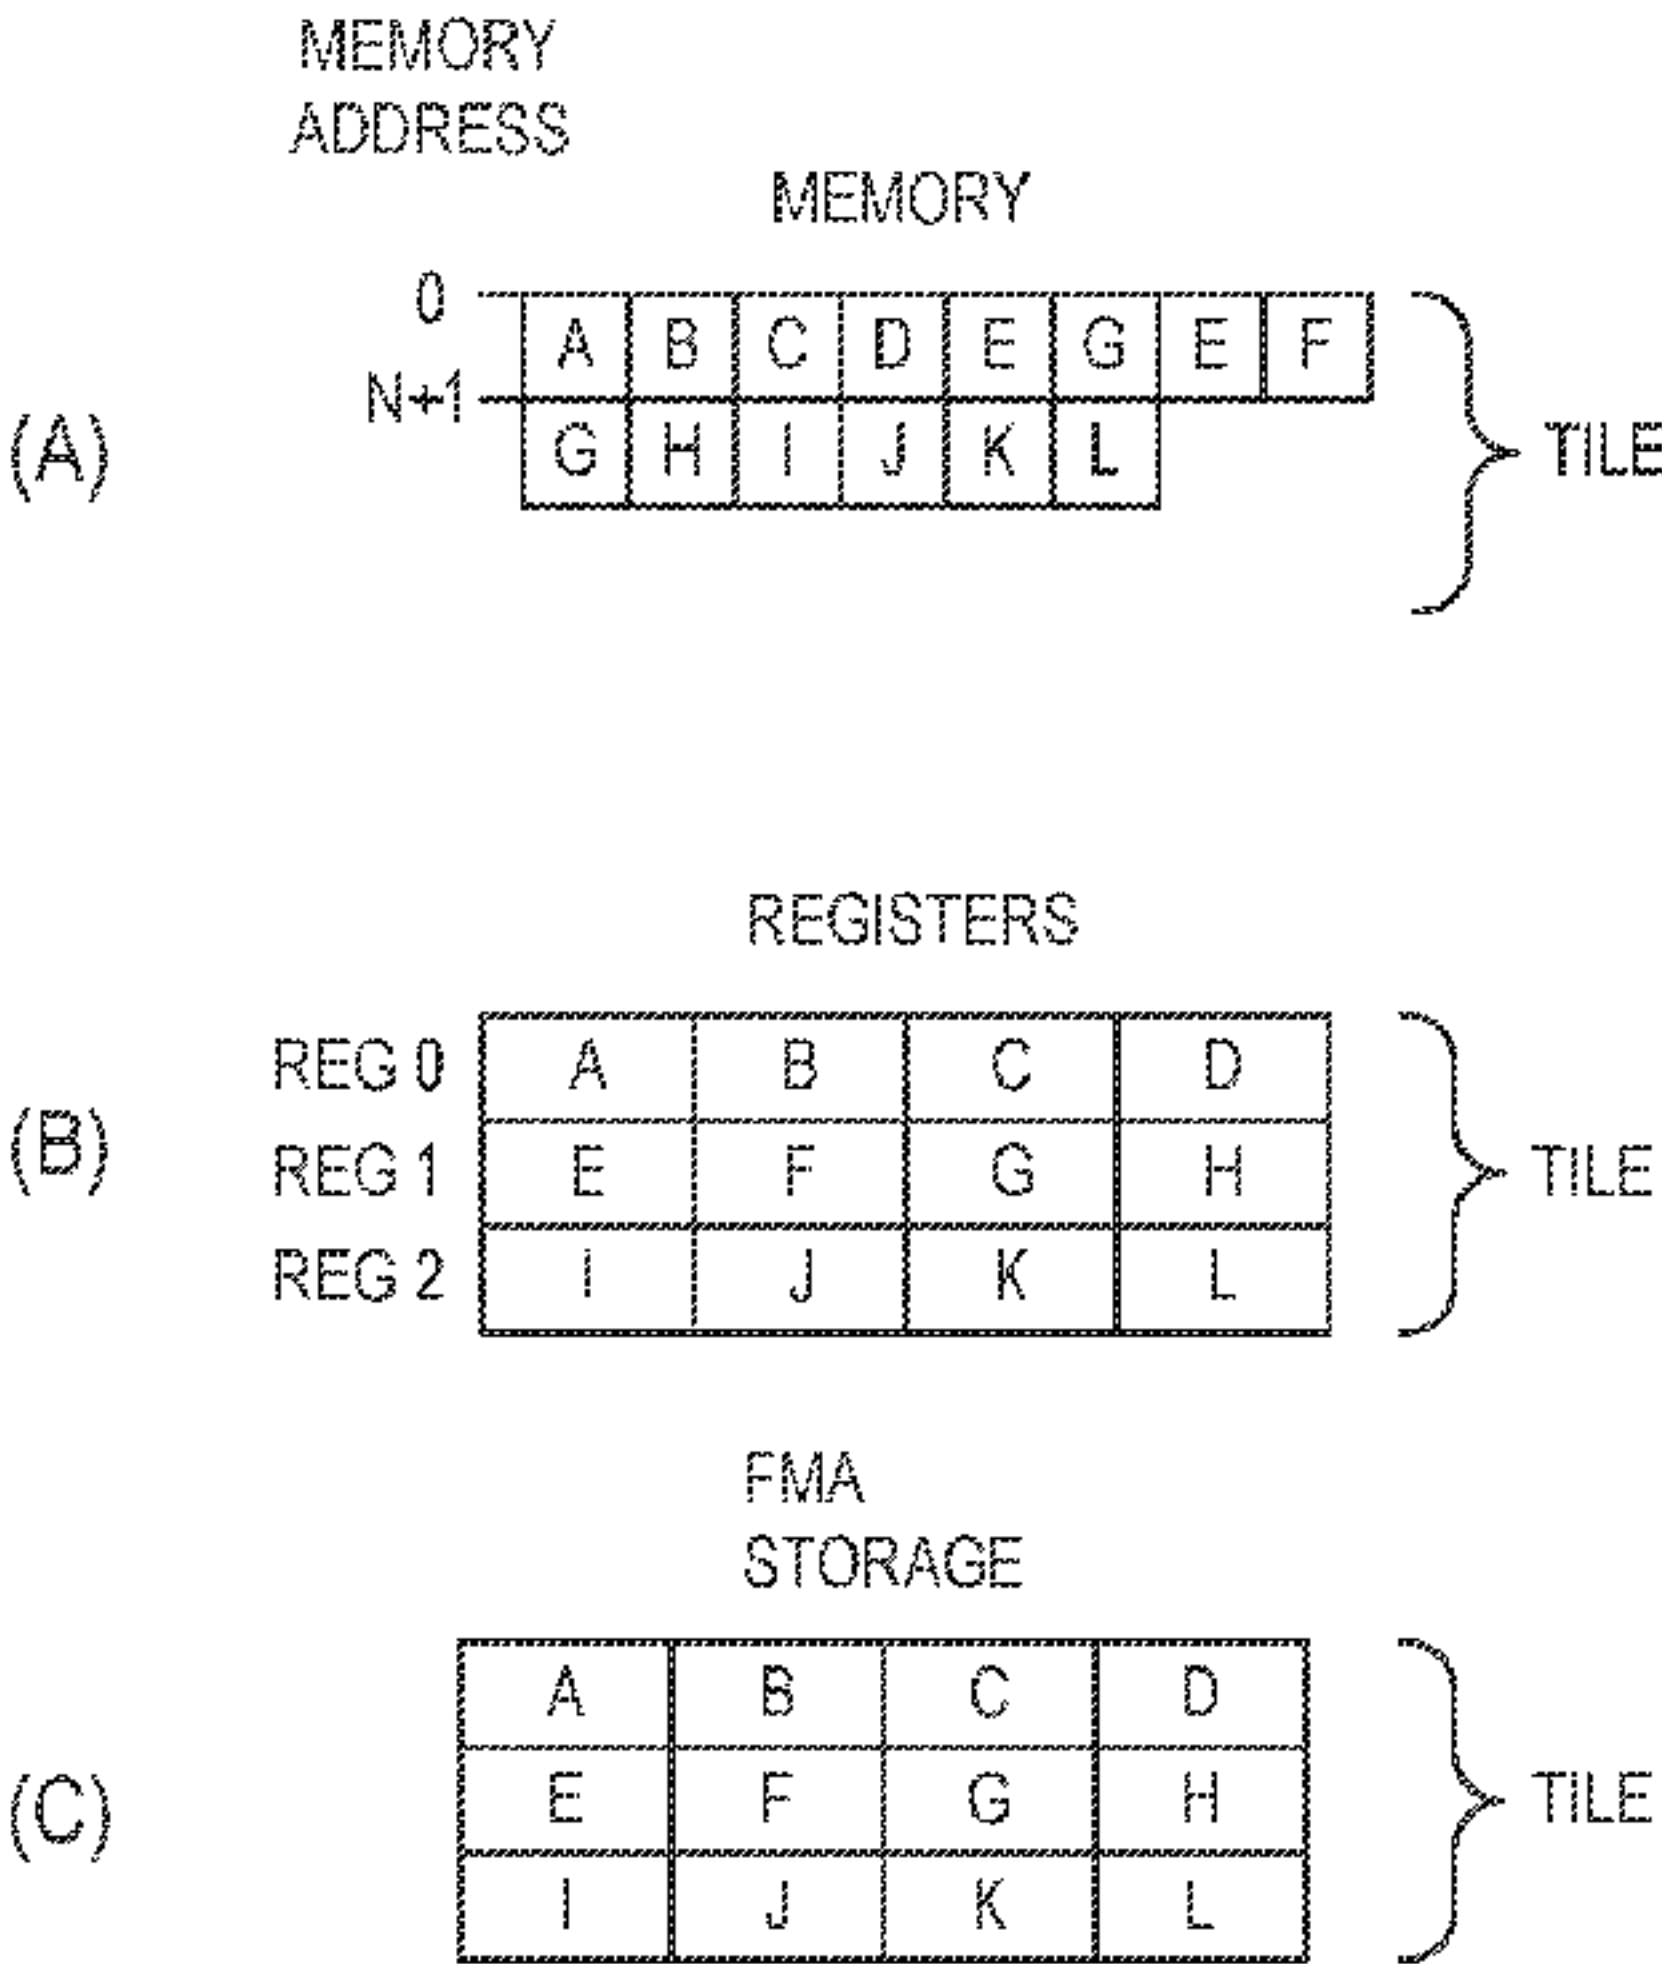 MEMORY
ADDRESS
MEMORY
0
A B C D E G E F
N+1
G H I J K L
(A)
TILE
REGISTERS
REG 0 A B C D
REG 1 E F G H
REG 2 I J K L
(B)
TILE
FMA
STORAGE
A B C D
E F G H
I J K L
(C)
TILE